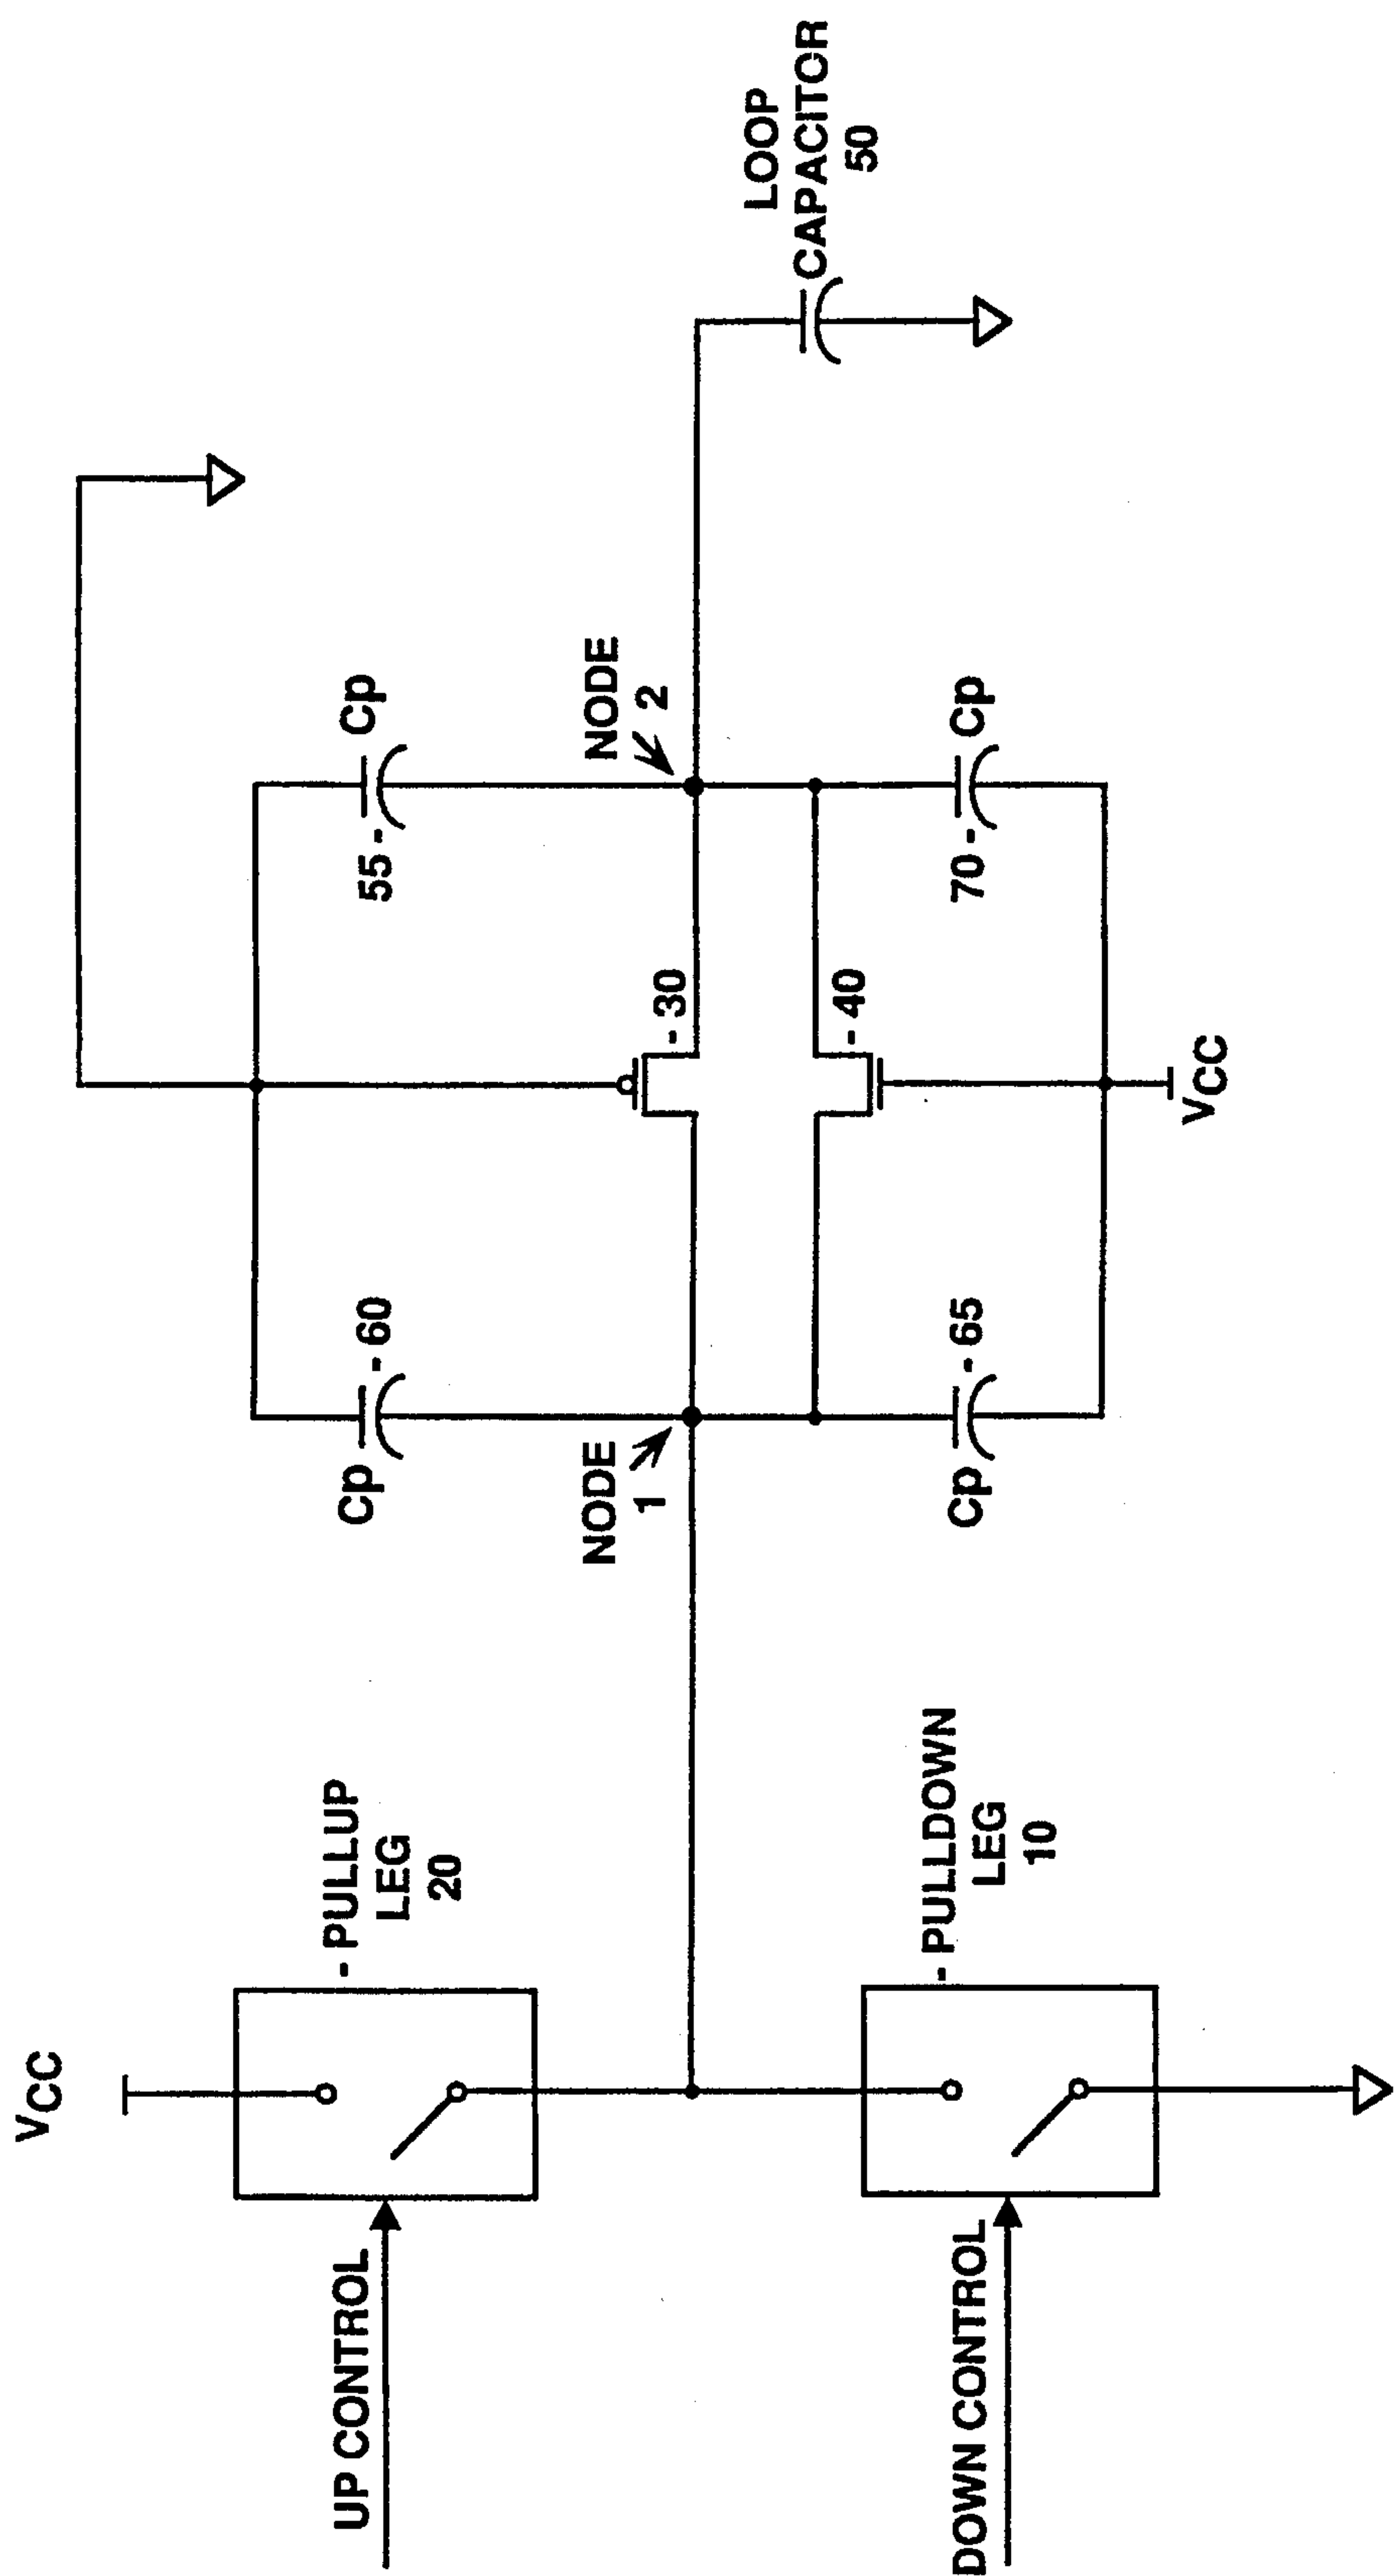 VCC
UP CONTROL
- PULLUP
LEG
20
DOWN CONTROL
- PULLDOWN
LEG
10
Cp
- 60
NODE
1
Cp
- 65
- 30
- 40
VCC
55 -
Cp
NODE
2
70 -
Cp
LOOP
CAPACITOR
50